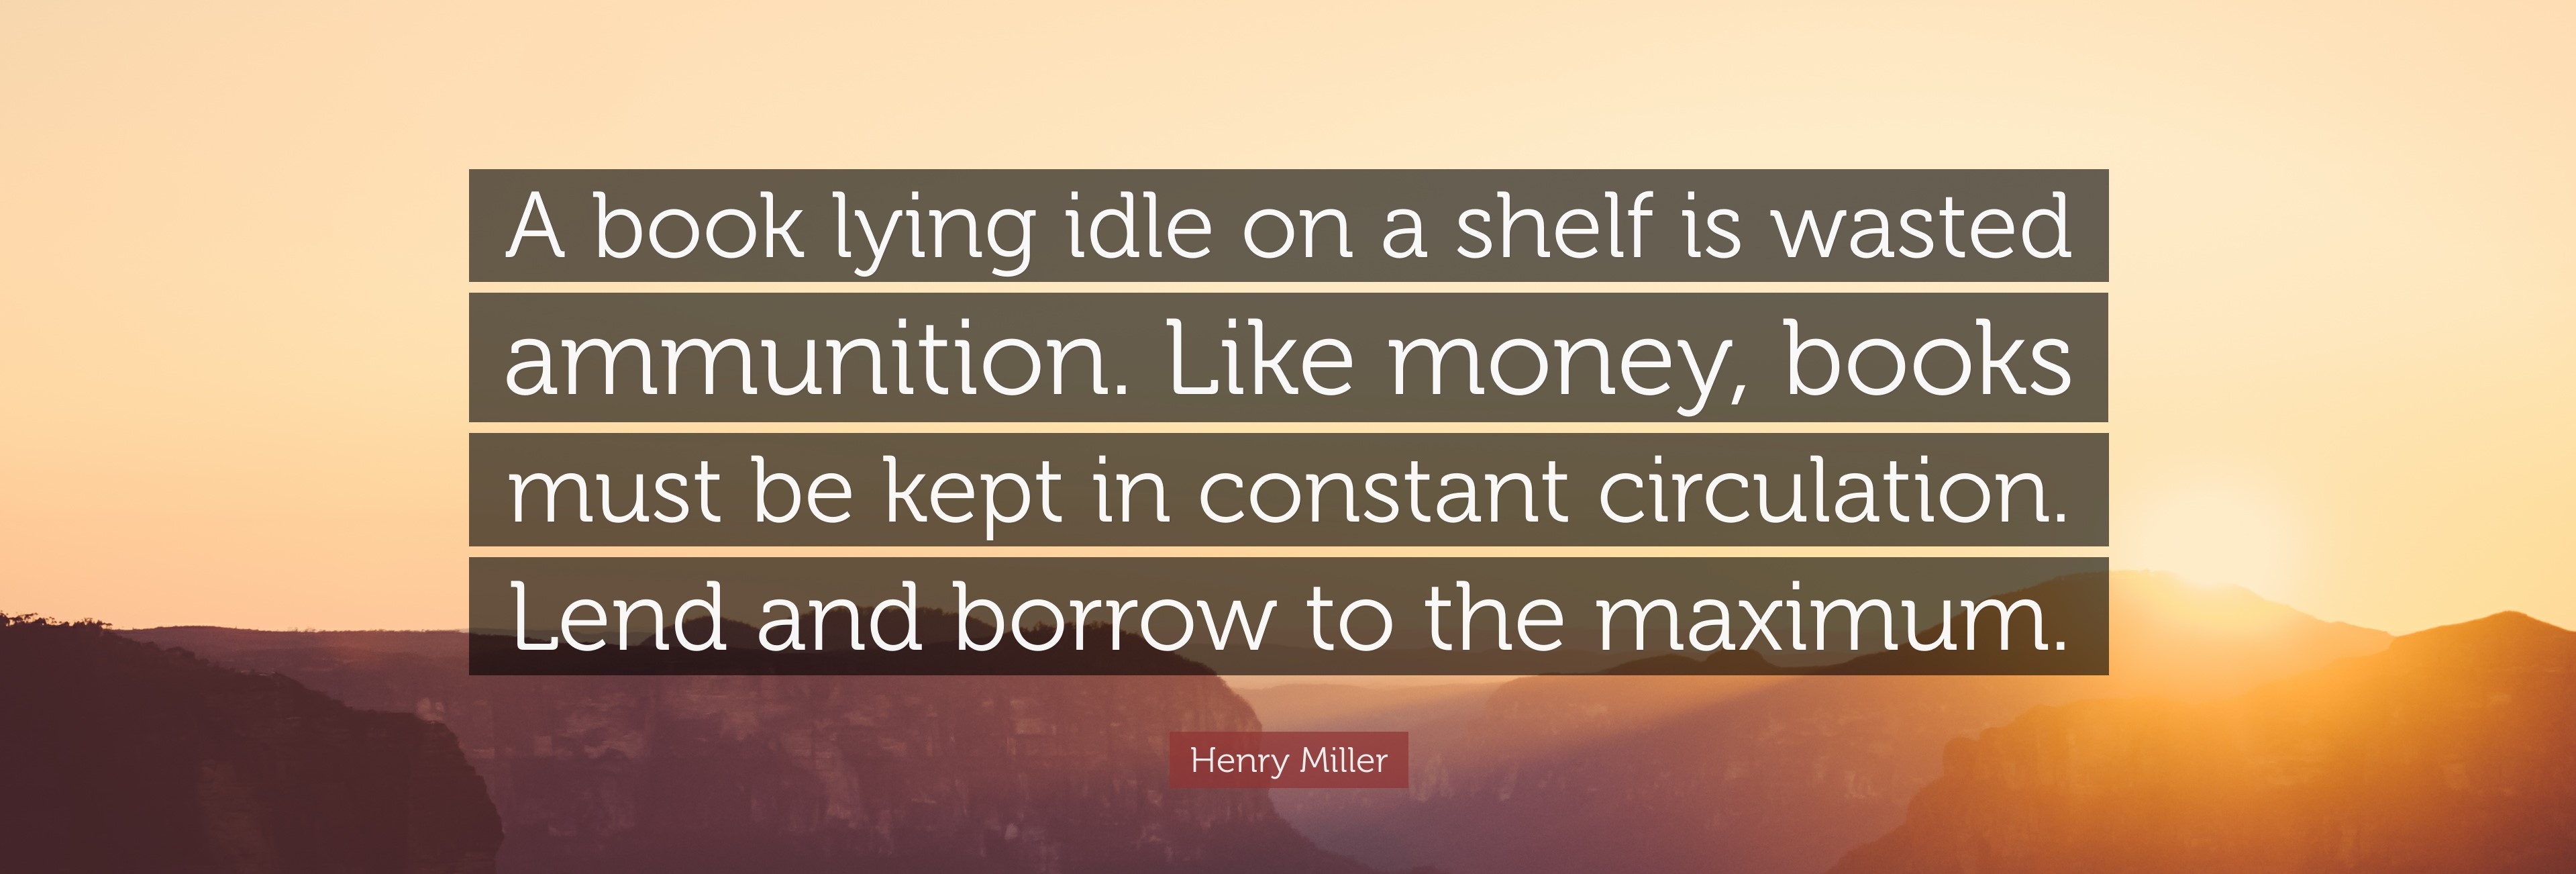 A book lying idle on a shelf is wasted
ammunition. Like money, books
must be kept in constant circulation.
Lend and borrow to the maximum.
Henry Miller